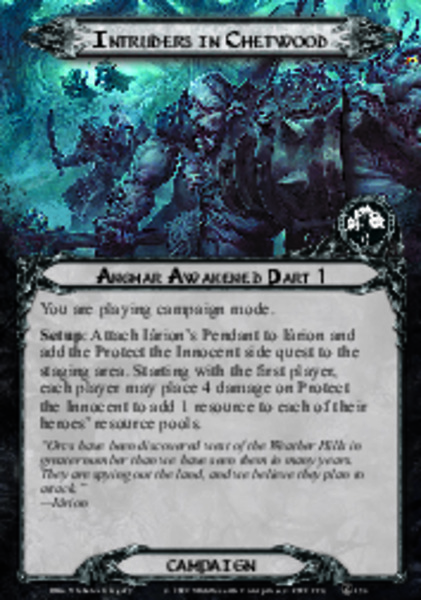 Intruders in Chetwood
Angmar Awakened Part 1
You are playing campaign mode.
Setup: Attach Iârion's Pendant to Iârion and
add the Protect the Innocent side quest to the
staging area. Starting with the first player,
each player may place 4 damage on Protect
the Innocent to add 1 resource to each of their
heroes' resource pools.
"Orcs have been discovered west of the Weather Hills in
greater number than we have seen them in many years.
They are spying out the land, and we believe they plan to
attack."
—Iârion
CAMPAIGN